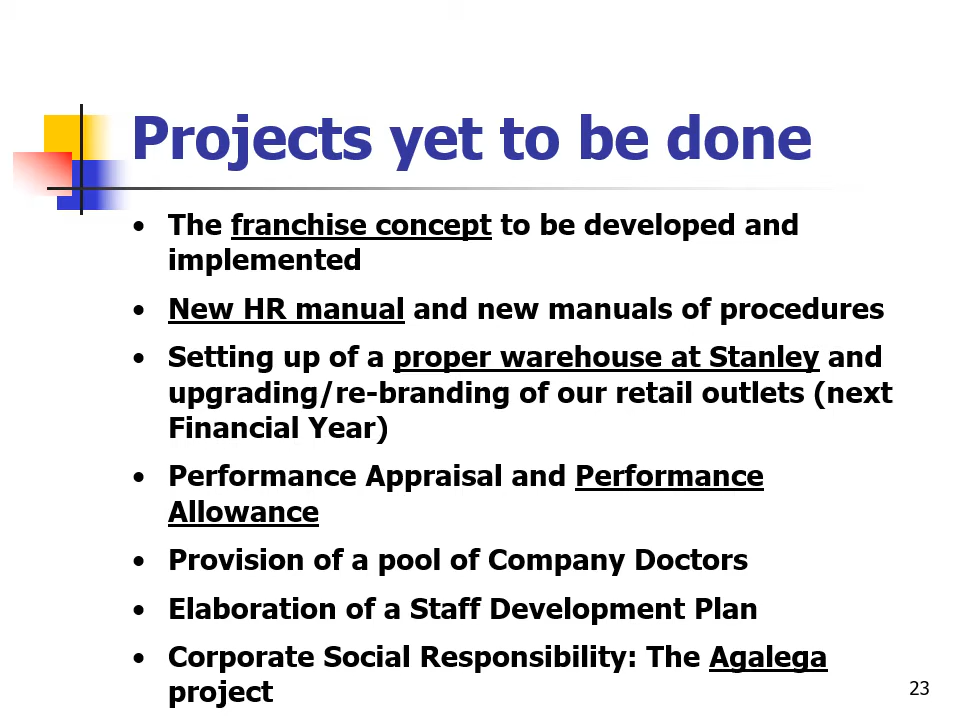 Projects yet to be done
• The franchise concept to be developed and
implemented
• New HR manual and new manuals of procedures
• Setting up of a proper warehouse at Stanley and
upgrading/re-branding of our retail outlets (next
Financial Year)
• Performance Appraisal and Performance
Allowance
• Provision of a pool of Company Doctors
• Elaboration of a Staff Development Plan
• Corporate Social Responsibility: The Agalega
project
23